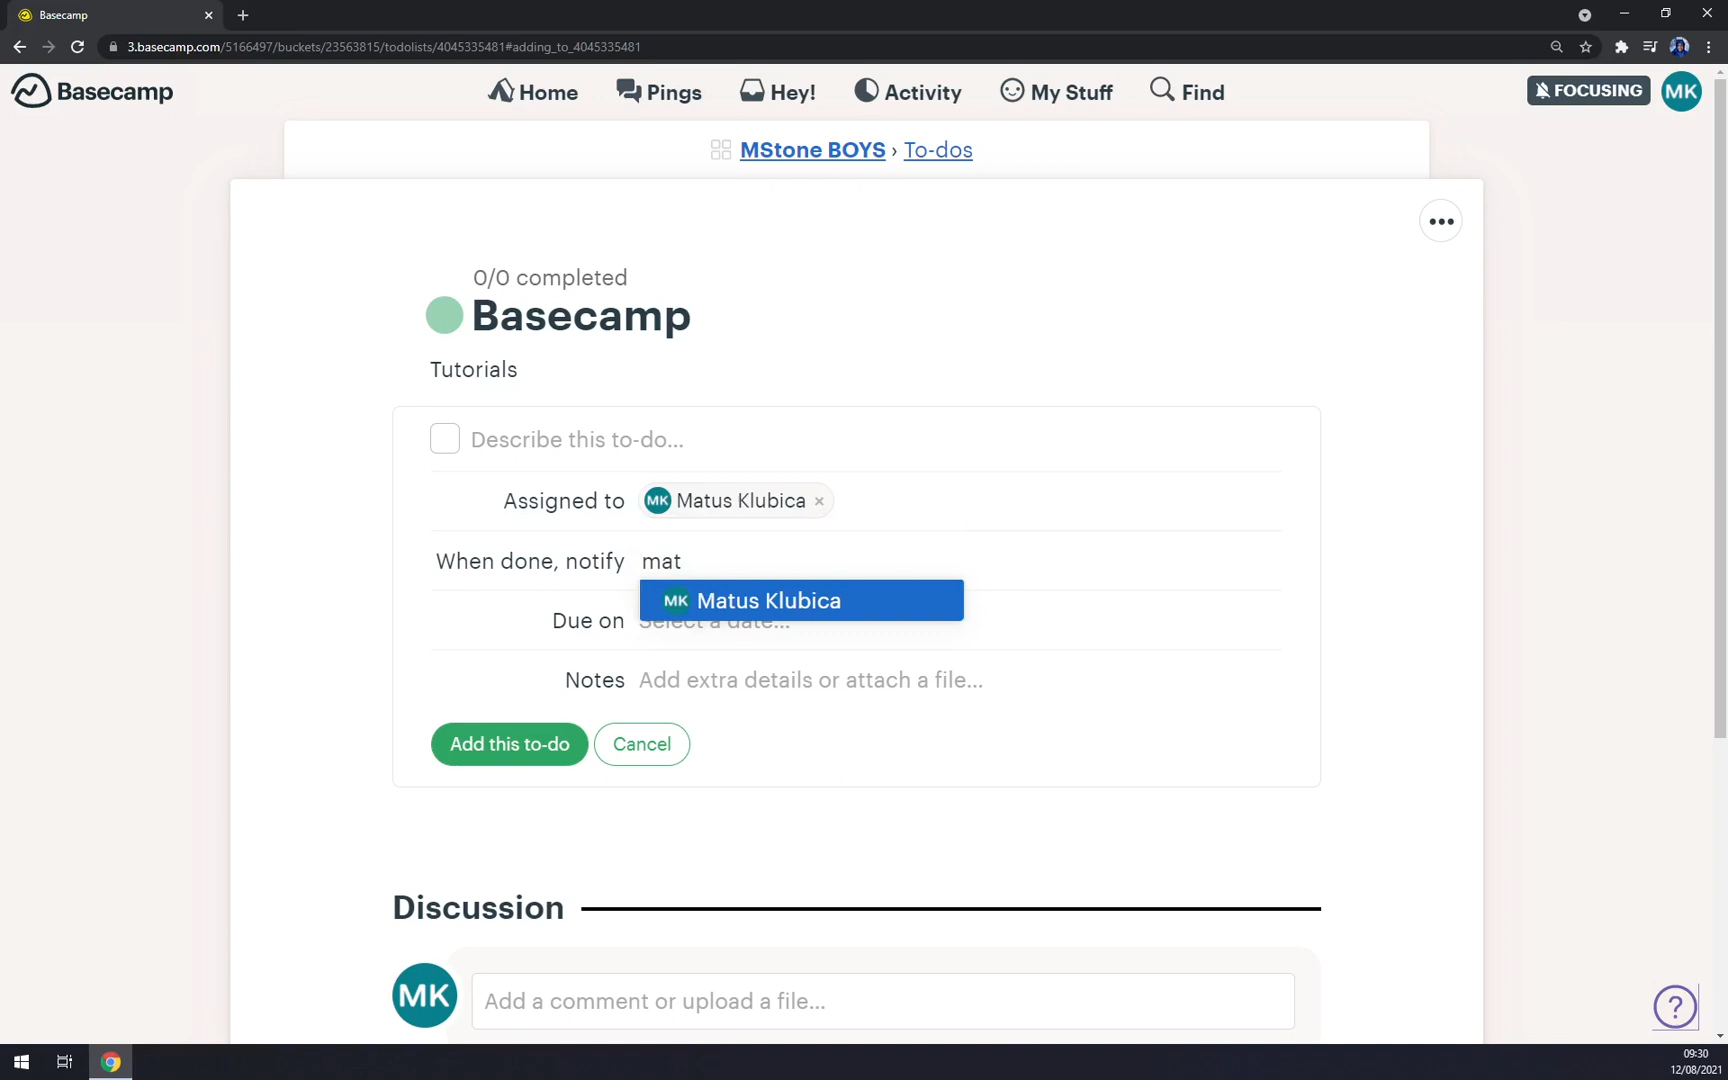 Basecamp
3.basecamp.com/5166497/buckets/23563815/todolists/4045335481#adding_to_4045335481
Basecamp
Home
Pings
Hey!
Activity
My Stuff
Find
FOCUSING
MK
MStone BOYS › To-dos
0/0 completed
Basecamp
Tutorials
Describe this to-do...
Assigned to MK Matus Klubica ×
When done, notify mat
MK Matus Klubica
Due on Select a date...
Notes Add extra details or attach a file...
Add this to-do
Cancel
Discussion
MK
Add a comment or upload a file...
?
09:30
12/08/2021